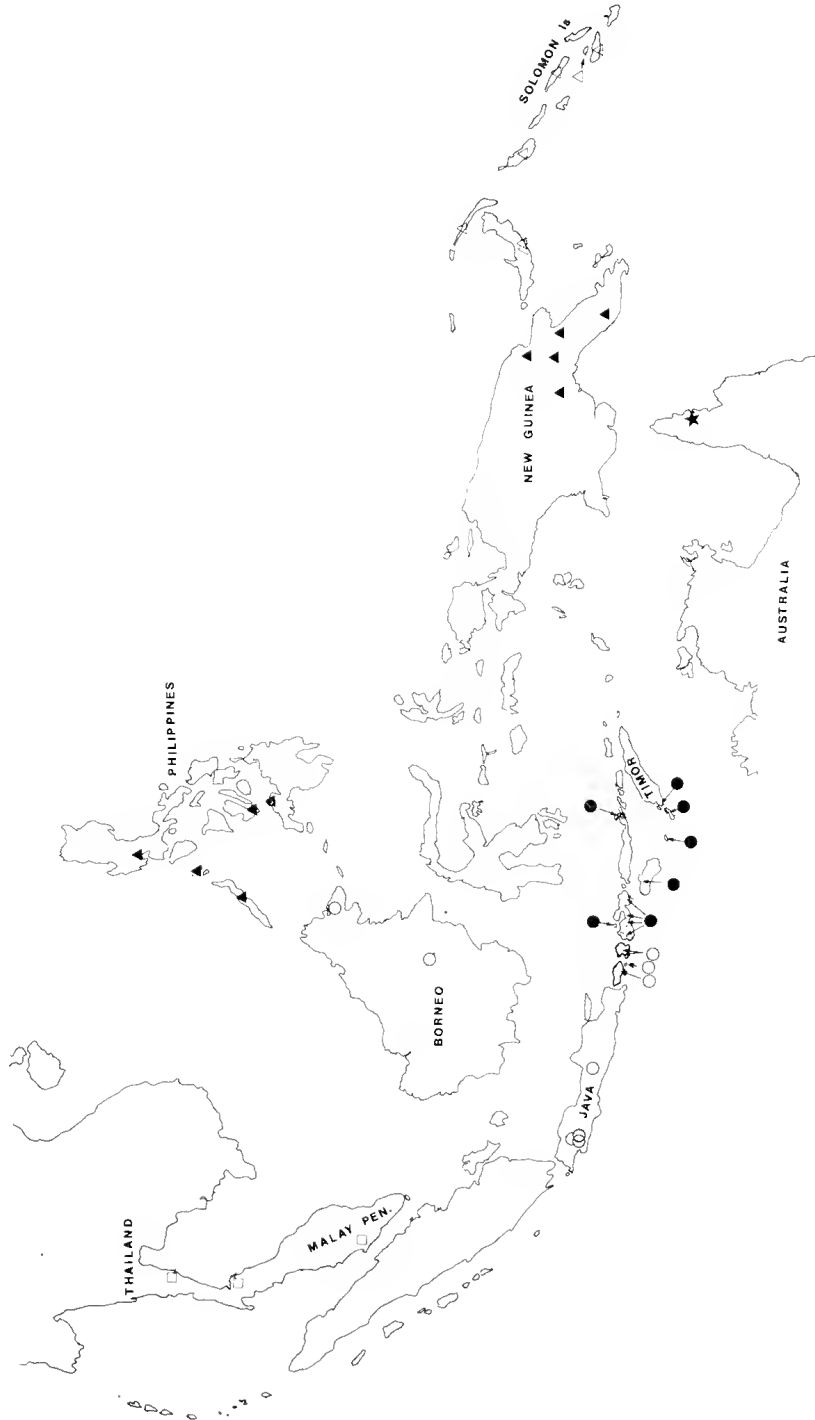 THAILAND
MALAY PEN.
PHILIPPINES
BORNEO
JAVA
TIMOR
NEW GUINEA
SOLOMON Is
AUSTRALIA